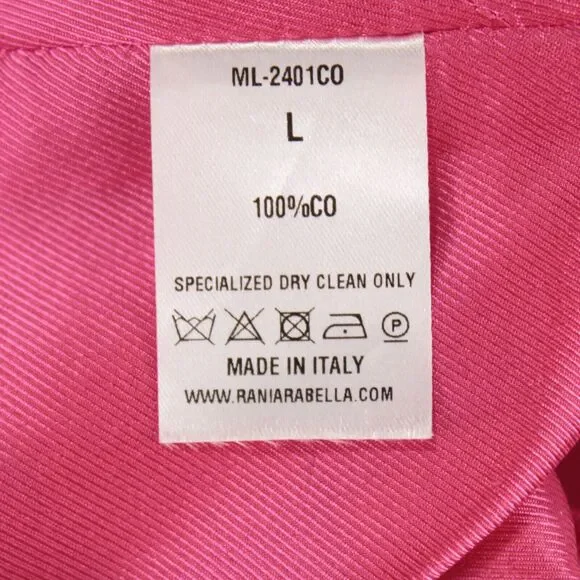 ML-2401CO
L
100%CO
SPECIALIZED DRY CLEAN ONLY
P
MADE IN ITALY
WWW.RANIARABELLA.COM